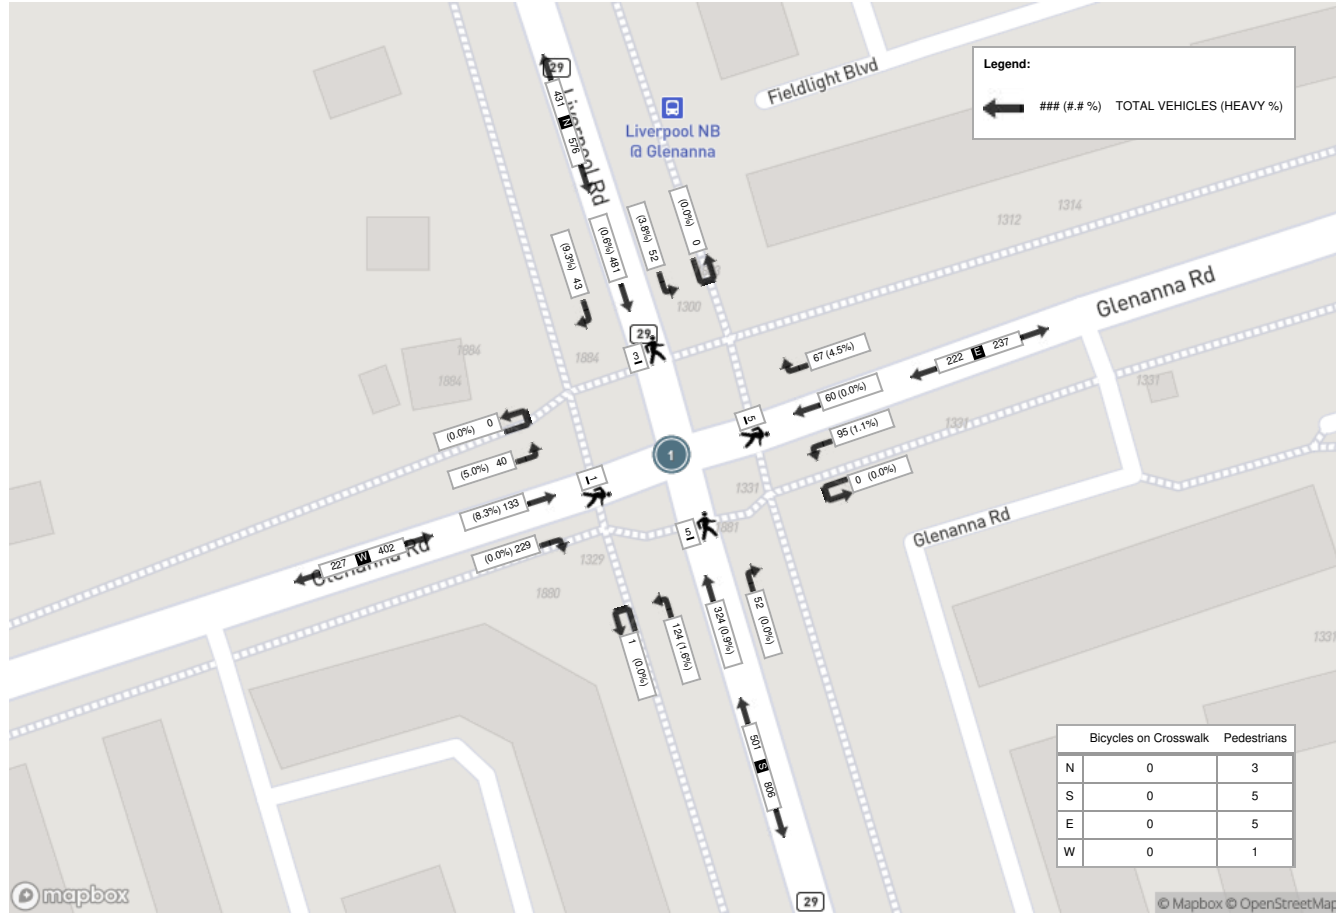 29
Liverpool Rd
431 N 576
Liverpool NB
@ Glenanna
Fieldlight Blvd
Legend:
### (#.# %) TOTAL VEHICLES (HEAVY %)
1312
1314
Glenanna Rd
(9.3%) 43
(0.6%) 481
(3.8%) 52
(0.0%) 0
1300
29
3
1884
1884
1884
67 (4.5%)
60 (0.0%)
95 (1.1%)
0 (0.0%)
222 E 237
1331
1331
1331
5
1
(0.0%) 0
(5.0%) 40
(8.3%) 133
(0.0%) 229
1
227 W 402
Glenanna Rd
1329
1880
5
1881
Glenanna Rd
1331
1 (0.0%)
124 (1.6%)
324 (0.9%)
52 (0.0%)
501 S 806
Bicycles on Crosswalk Pedestrians
N 0 3
S 0 5
E 0 5
W 0 1
29
mapbox
© Mapbox © OpenStreetMap